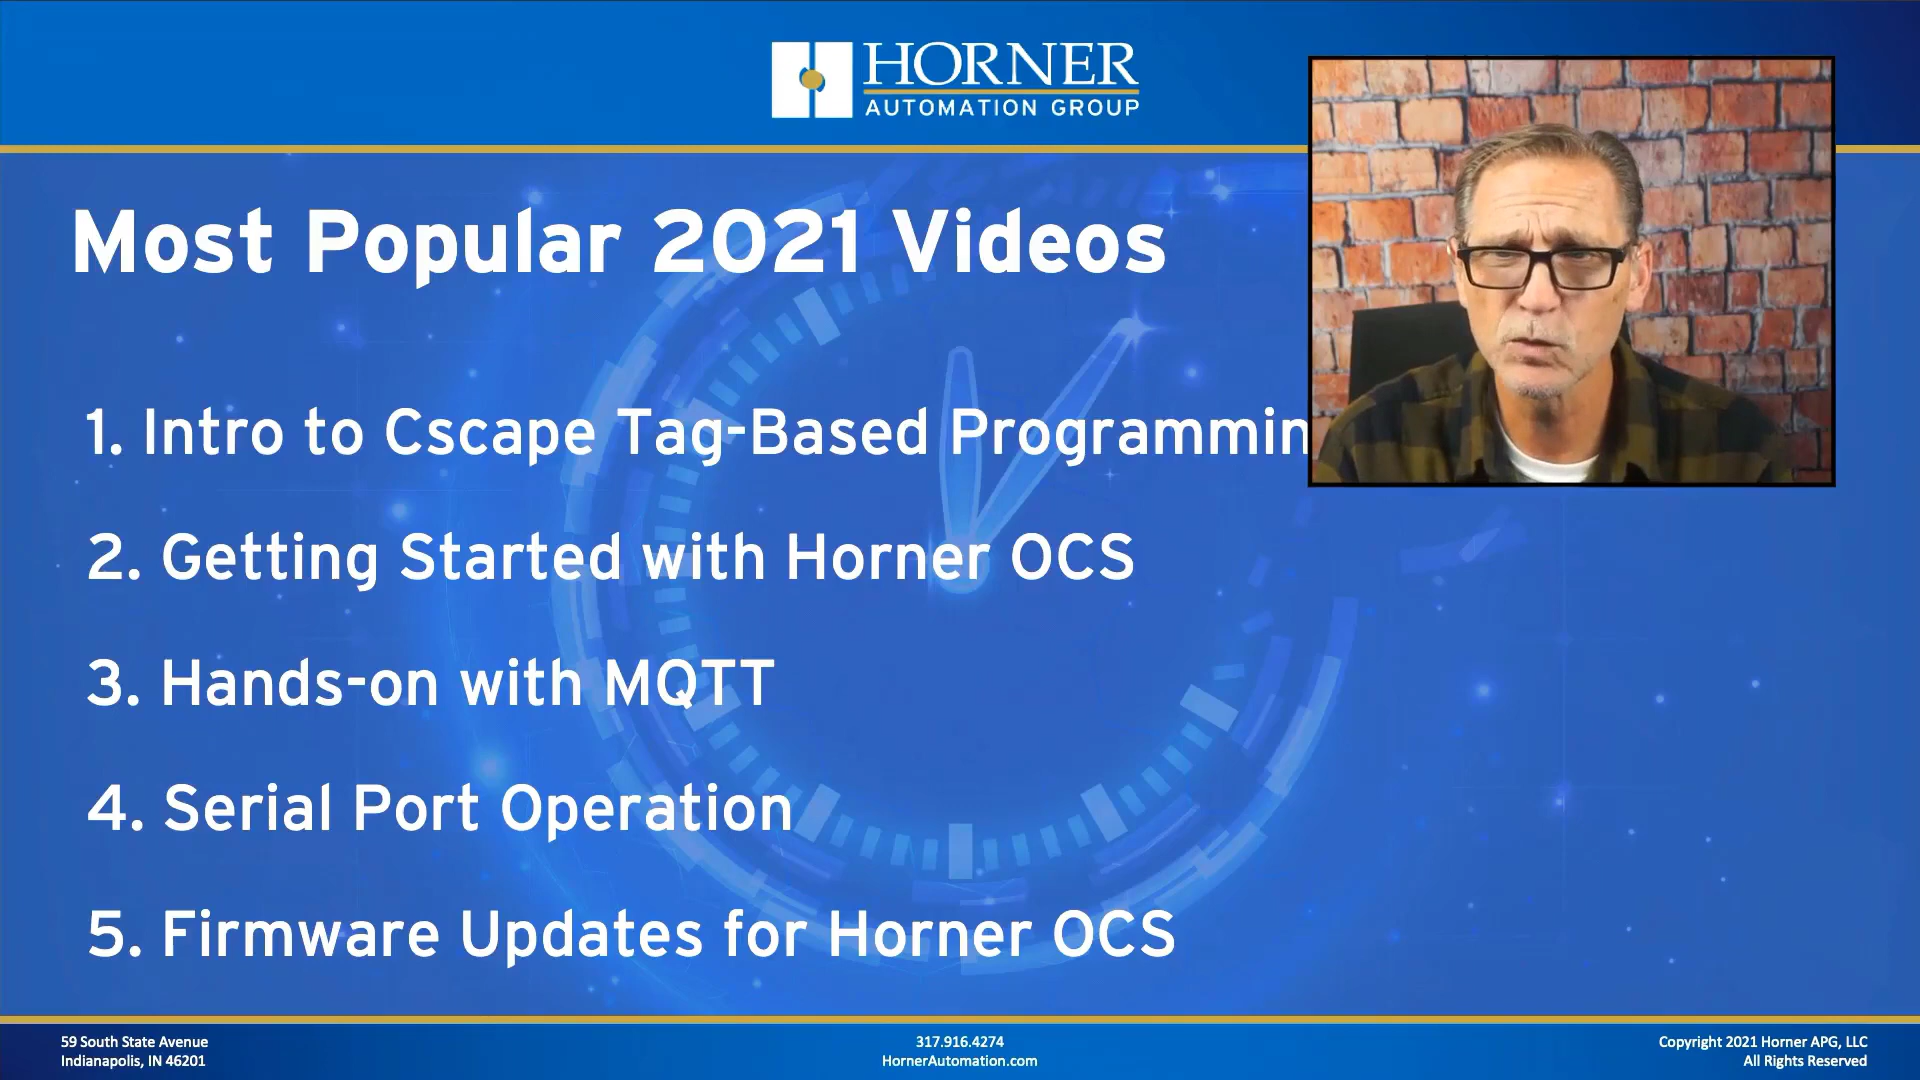 HORNER
AUTOMATION GROUP
Most Popular 2021 Videos
1. Intro to Cscape Tag-Based Programmin
2. Getting Started with Horner OCS
3. Hands-on with MQTT
4. Serial Port Operation
5. Firmware Updates for Horner OCS
59 South State Avenue
Indianapolis, IN 46201
317.916.4274
HornerAutomation.com
Copyright 2021 Horner APG, LLC
All Rights Reserved